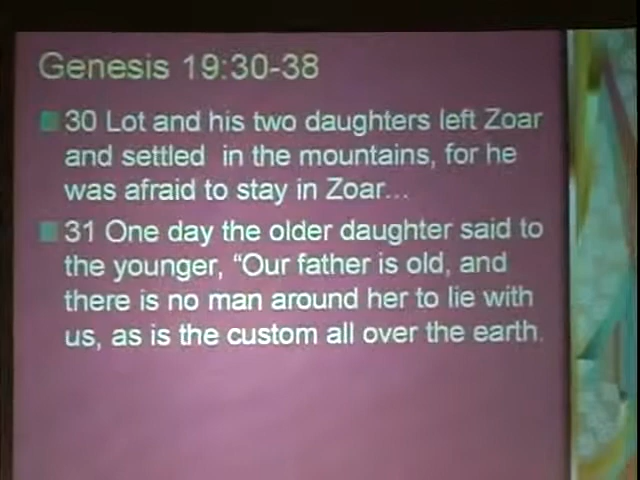 Genesis 19:30-38
30 Lot and his two daughters left Zoar
and settled in the mountains, for he
was afraid to stay in Zoar...
31 One day the older daughter said to
the younger, “Our father is old, and
there is no man around her to lie with
us, as is the custom all over the earth.